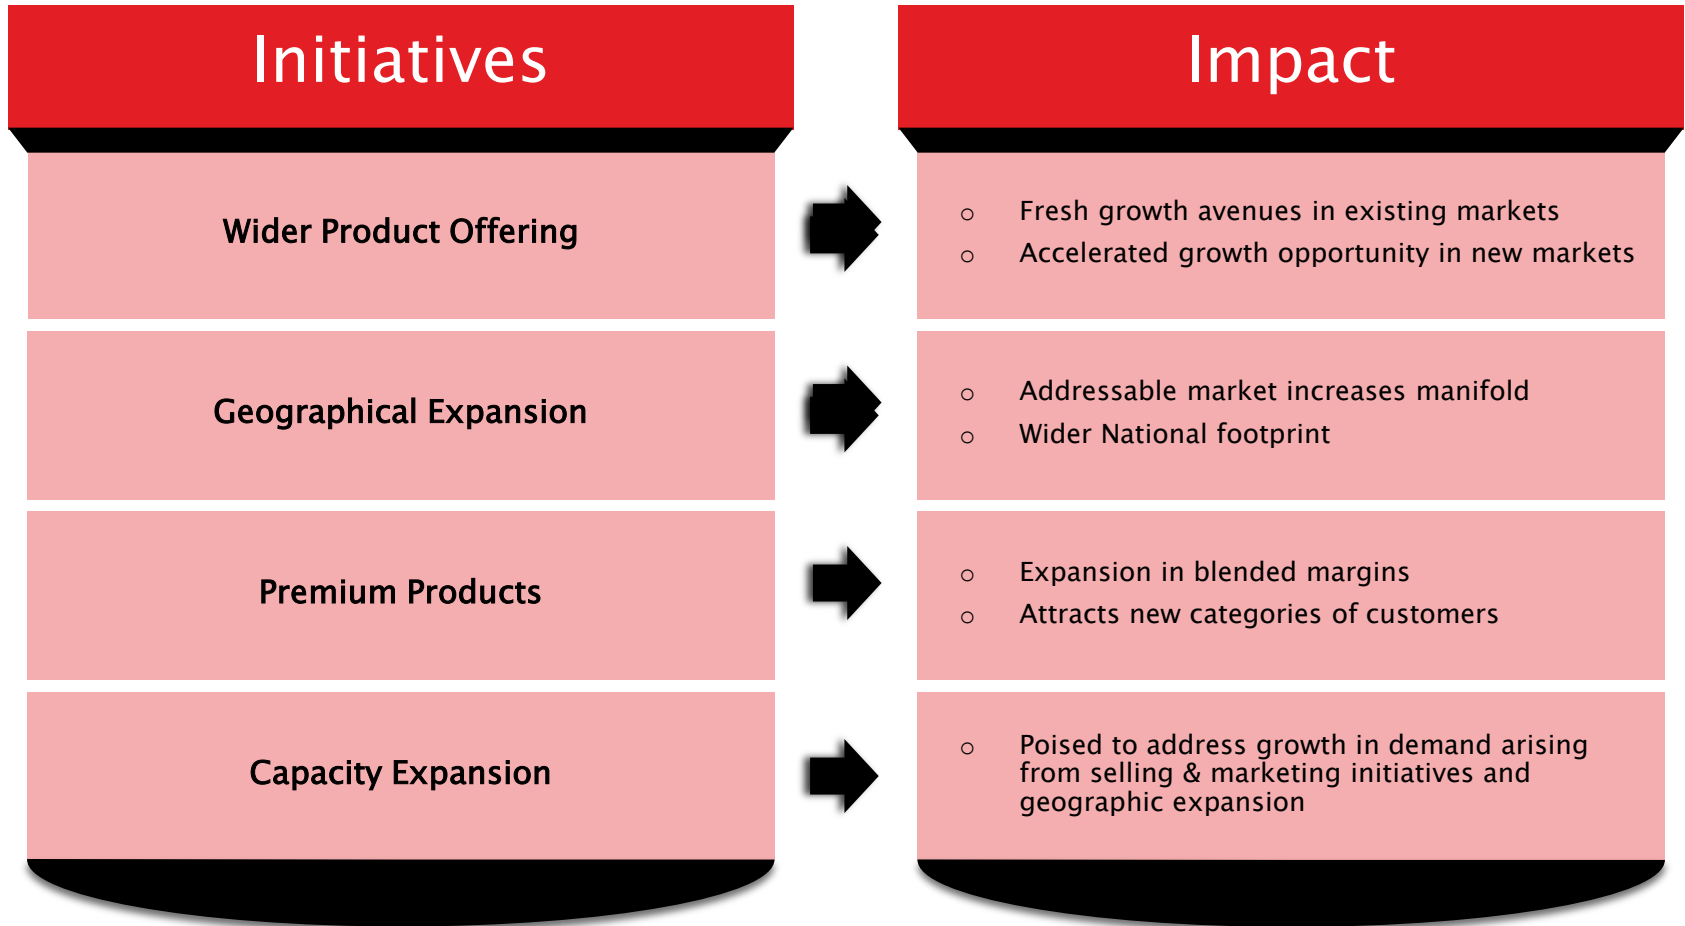 Initiatives
Impact
Wider Product Offering
o Fresh growth avenues in existing markets
o Accelerated growth opportunity in new markets
Geographical Expansion
o Addressable market increases manifold
o Wider National footprint
Premium Products
o Expansion in blended margins
o Attracts new categories of customers
Capacity Expansion
o Poised to address growth in demand arising
from selling & marketing initiatives and
geographic expansion